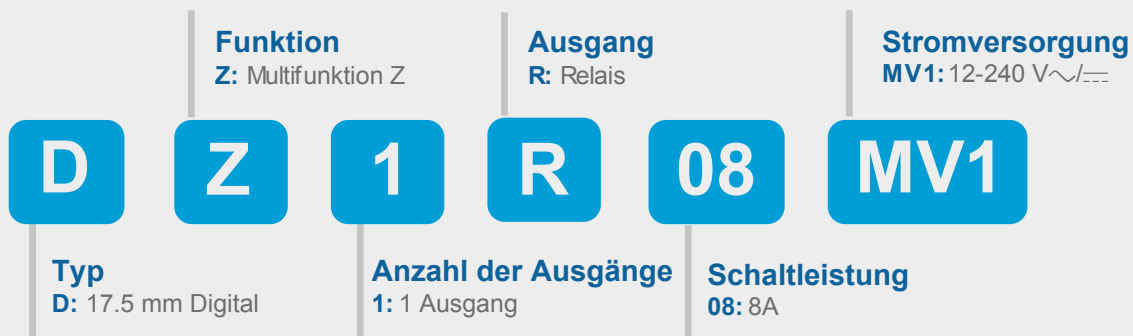 Funktion
Z: Multifunktion Z
Ausgang
R: Relais
Stromversorgung
MV1: 12-240 V~/⎓
D Z 1 R 08 MV1
Typ
D: 17.5 mm Digital
Anzahl der Ausgänge
1: 1 Ausgang
Schaltleistung
08: 8A